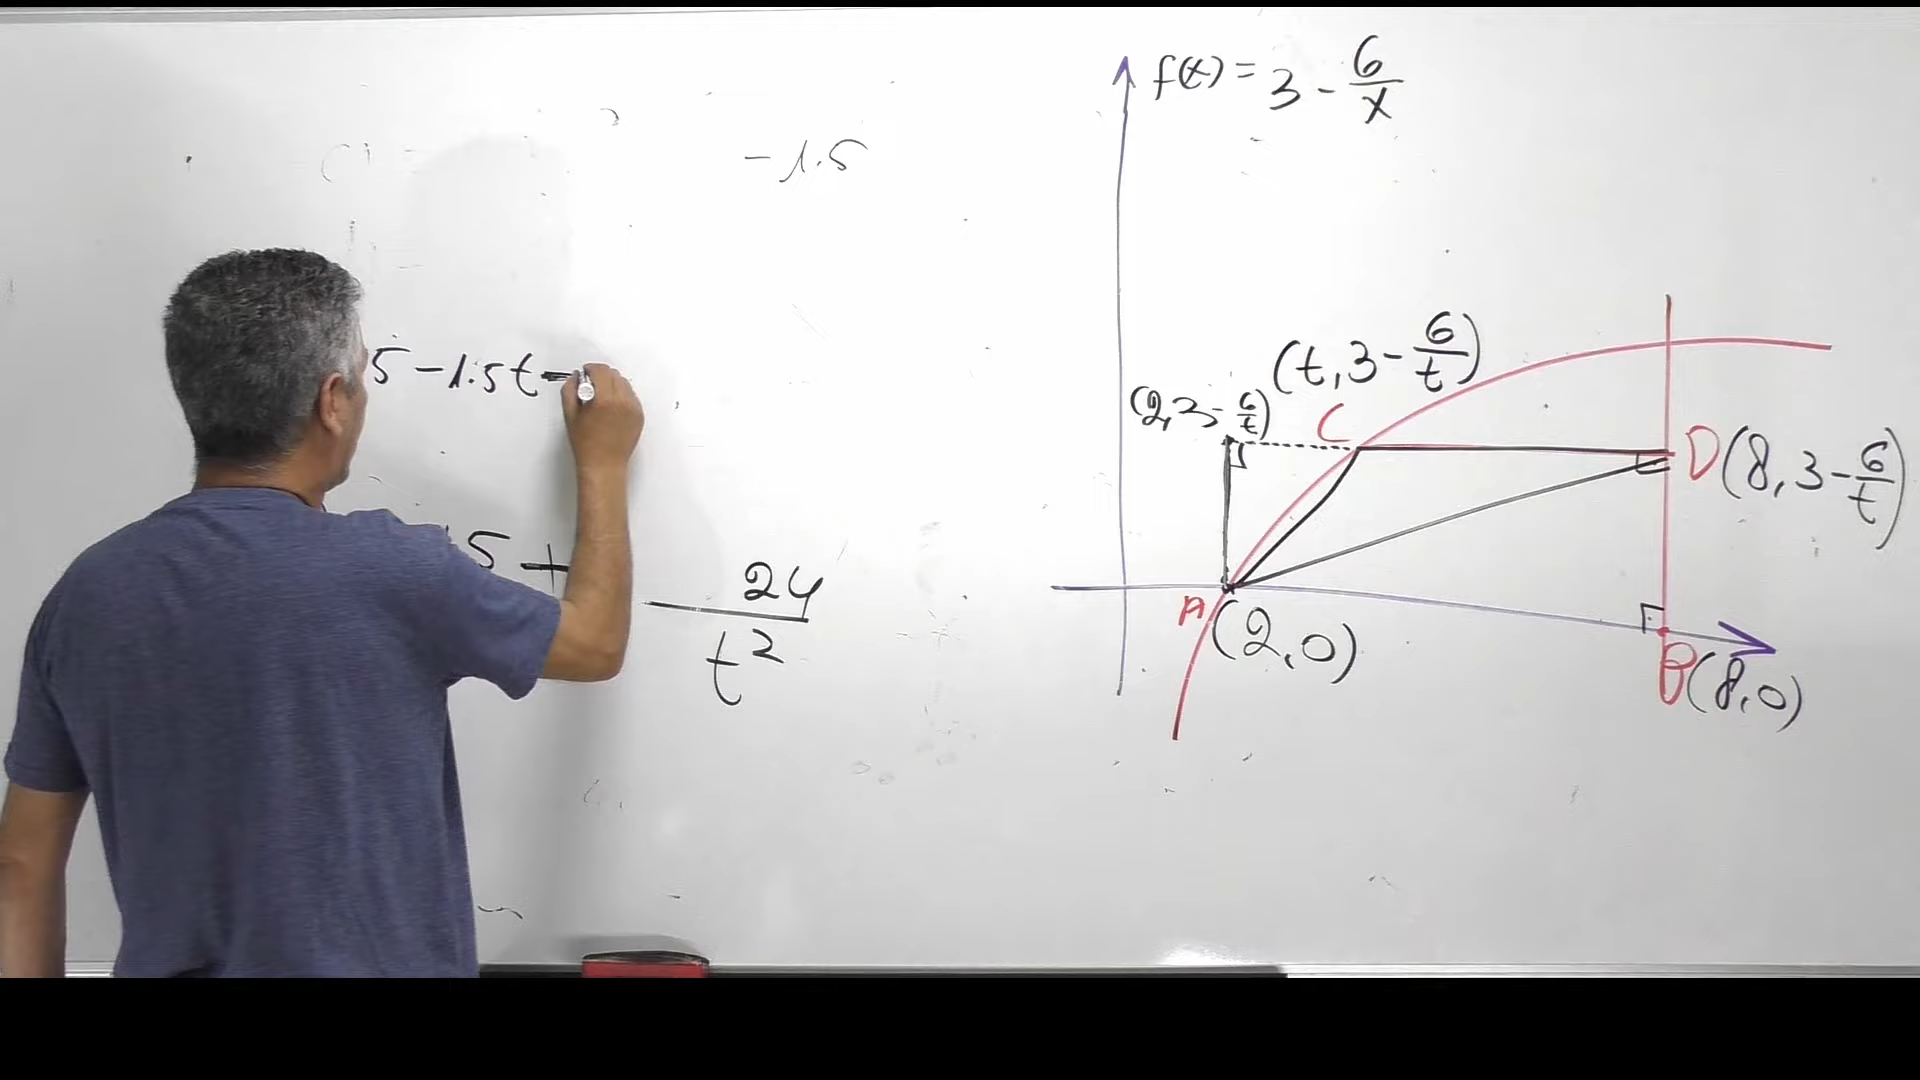 f(x) = 3 - 6/x
-1.5
5 - 1.5t -
(t, 3 - 6/t)
(2, 3 - 6/t)
C
D (8, 3 - 6/t)
5 +
24/t²
A (2,0)
B (8,0)